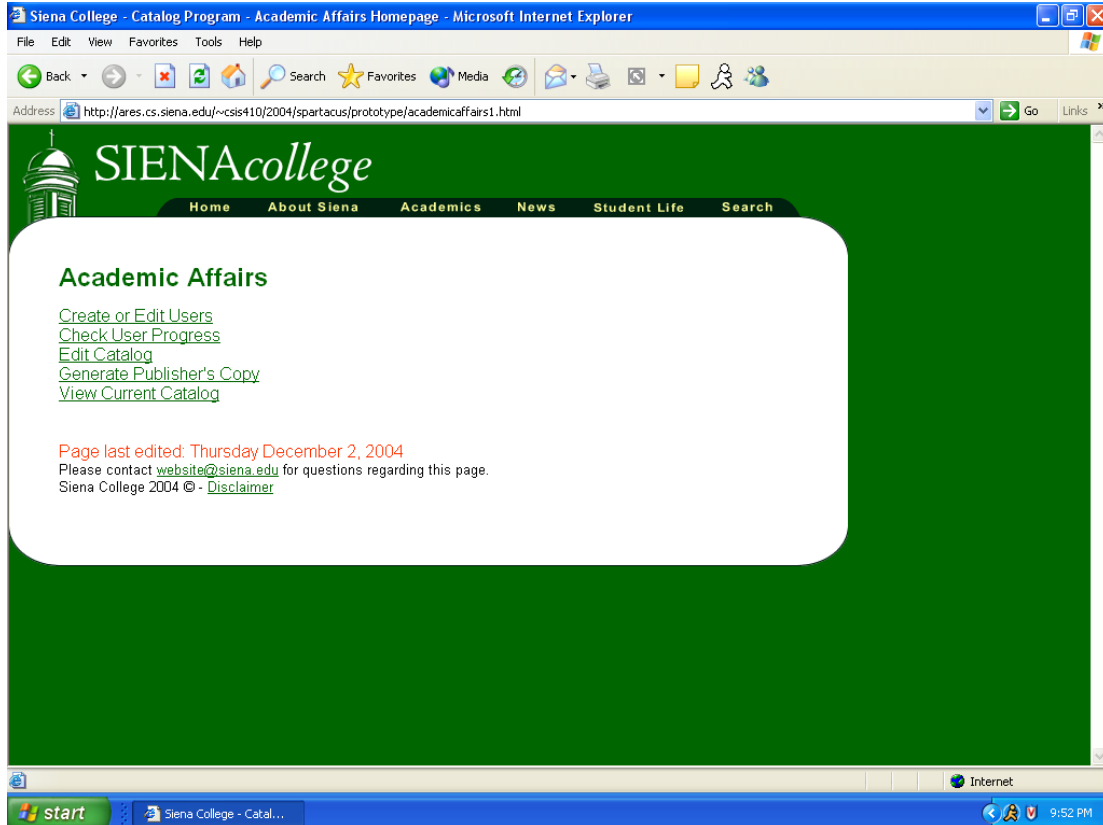 Siena College - Catalog Program - Academic Affairs Homepage - Microsoft Internet Explorer
File Edit View Favorites Tools Help
Back Search Favorites Media
Address http://ares.cs.siena.edu/~csis410/2004/spartacus/prototype/academicaffairs1.html Go Links »
SIENAcollege
Home About Siena Academics News Student Life Search
Academic Affairs
Create or Edit Users
Check User Progress
Edit Catalog
Generate Publisher's Copy
View Current Catalog
Page last edited: Thursday December 2, 2004
Please contact website@siena.edu for questions regarding this page.
Siena College 2004 © - Disclaimer
Internet
start Siena College - Catal... 9:52 PM